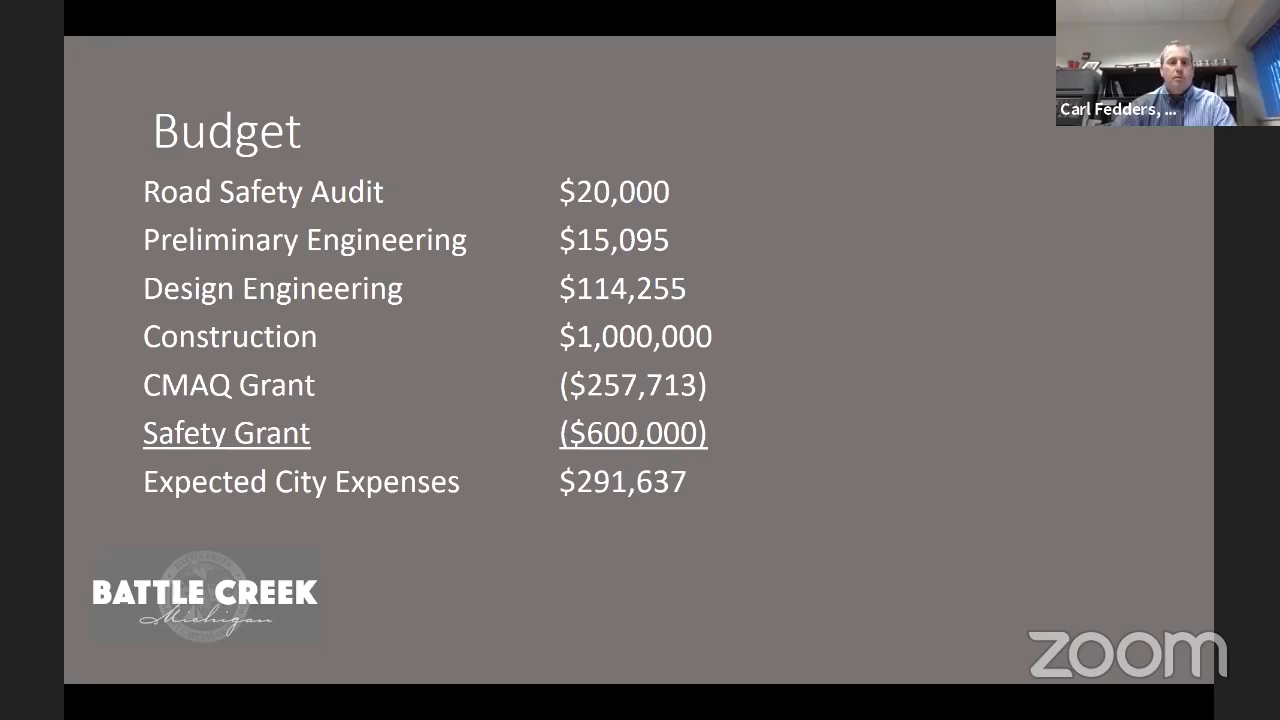 Carl Fedders, ...
Budget
Road Safety Audit $20,000
Preliminary Engineering $15,095
Design Engineering $114,255
Construction $1,000,000
CMAQ Grant ($257,713)
Safety Grant ($600,000)
Expected City Expenses $291,637
BATTLE CREEK
Michigan
zoom